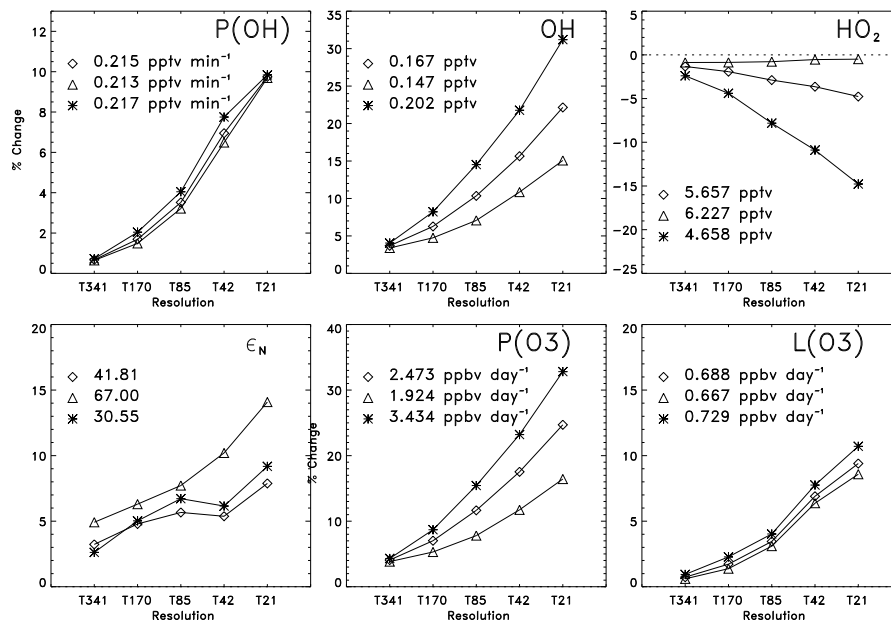 P(OH)
12
10
8
6
4
2
0
% Change
0.215 pptv min⁻¹
0.213 pptv min⁻¹
0.217 pptv min⁻¹
T341 T170 T85 T42 T21
Resolution
OH
35
30
25
20
15
10
5
0
0.167 pptv
0.147 pptv
0.202 pptv
T341 T170 T85 T42 T21
Resolution
HO₂
0
−5
−10
−15
−20
−25
5.657 pptv
6.227 pptv
4.658 pptv
T341 T170 T85 T42 T21
Resolution
ϵ_N
20
15
10
5
0
41.81
67.00
30.55
T341 T170 T85 T42 T21
Resolution
P(O3)
40
30
20
10
0
% Change
2.473 ppbv day⁻¹
1.924 ppbv day⁻¹
3.434 ppbv day⁻¹
T341 T170 T85 T42 T21
Resolution
L(O3)
20
15
10
5
0
0.688 ppbv day⁻¹
0.667 ppbv day⁻¹
0.729 ppbv day⁻¹
T341 T170 T85 T42 T21
Resolution